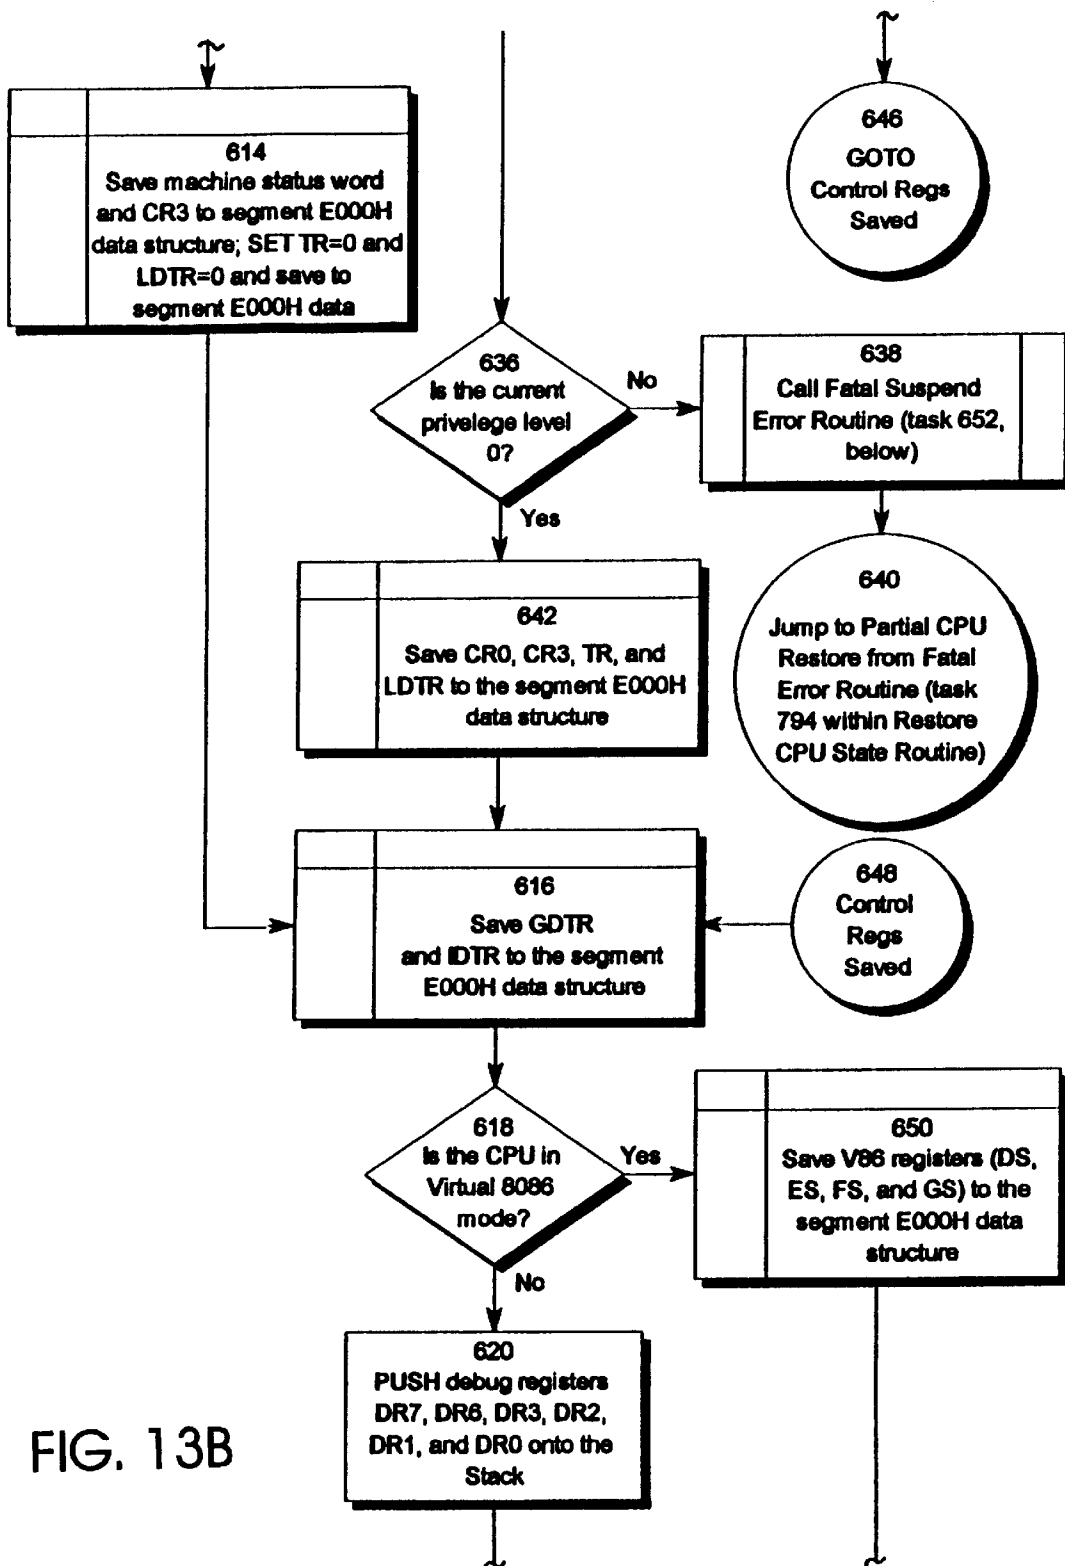 614
Save machine status word
and CR3 to segment E000H
data structure; SET TR=0 and
LDTR=0 and save to
segment E000H data
646
GOTO
Control Regs
Saved
636
Is the current
privelege level
0?
No
Yes
638
Call Fatal Suspend
Error Routine (task 652,
below)
640
Jump to Partial CPU
Restore from Fatal
Error Routine (task
794 within Restore
CPU State Routine)
642
Save CR0, CR3, TR, and
LDTR to the segment E000H
data structure
616
Save GDTR
and IDTR to the segment
E000H data structure
648
Control
Regs
Saved
618
Is the CPU in
Virtual 8086
mode?
Yes
No
650
Save V86 registers (DS,
ES, FS, and GS) to the
segment E000H data
structure
620
PUSH debug registers
DR7, DR6, DR3, DR2,
DR1, and DR0 onto the
Stack
FIG. 13B